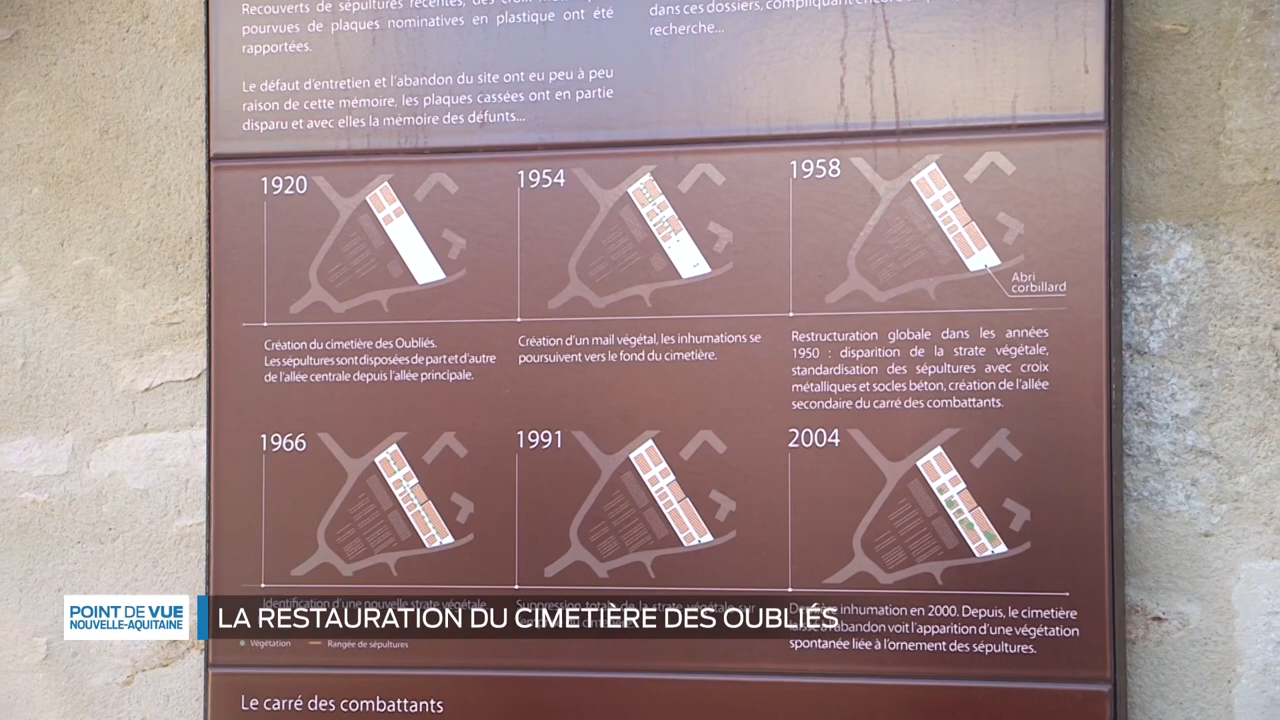 Recouverts de sépultures récentes, des croix
pourvues de plaques nominatives en plastique ont été
rapportées.
Le défaut d'entretien et l'abandon du site ont eu peu à peu
raison de cette mémoire, les plaques cassées ont en partie
disparu et avec elles la mémoire des défunts...
dans ces dossiers, compliquant
recherche...
1920
Création du cimetière des Oubliés.
Les sépultures sont disposées de part et d'autre
de l'allée centrale depuis l'allée principale.
1954
Création d'un mail végétal, les inhumations se
poursuivent vers le fond du cimetière.
1958
Abri
corbillard
Restructuration globale dans les années
1950 : disparition de la strate végétale,
standardisation des sépultures avec croix
métalliques et socles béton, création de l'allée
secondaire du carré des combattants.
1966
Identification d'une nouvelle strate végétale
1991
Suppression totale de la strate végétale sur
2004
Dernière inhumation en 2000. Depuis, le cimetière
laissé à l'abandon voit l'apparition d'une végétation
spontanée liée à l'ornement des sépultures.
Végétation
Rangée de sépultures
POINT DE VUE
NOUVELLE-AQUITAINE
LA RESTAURATION DU CIMETIÈRE DES OUBLIÉS
Le carré des combattants